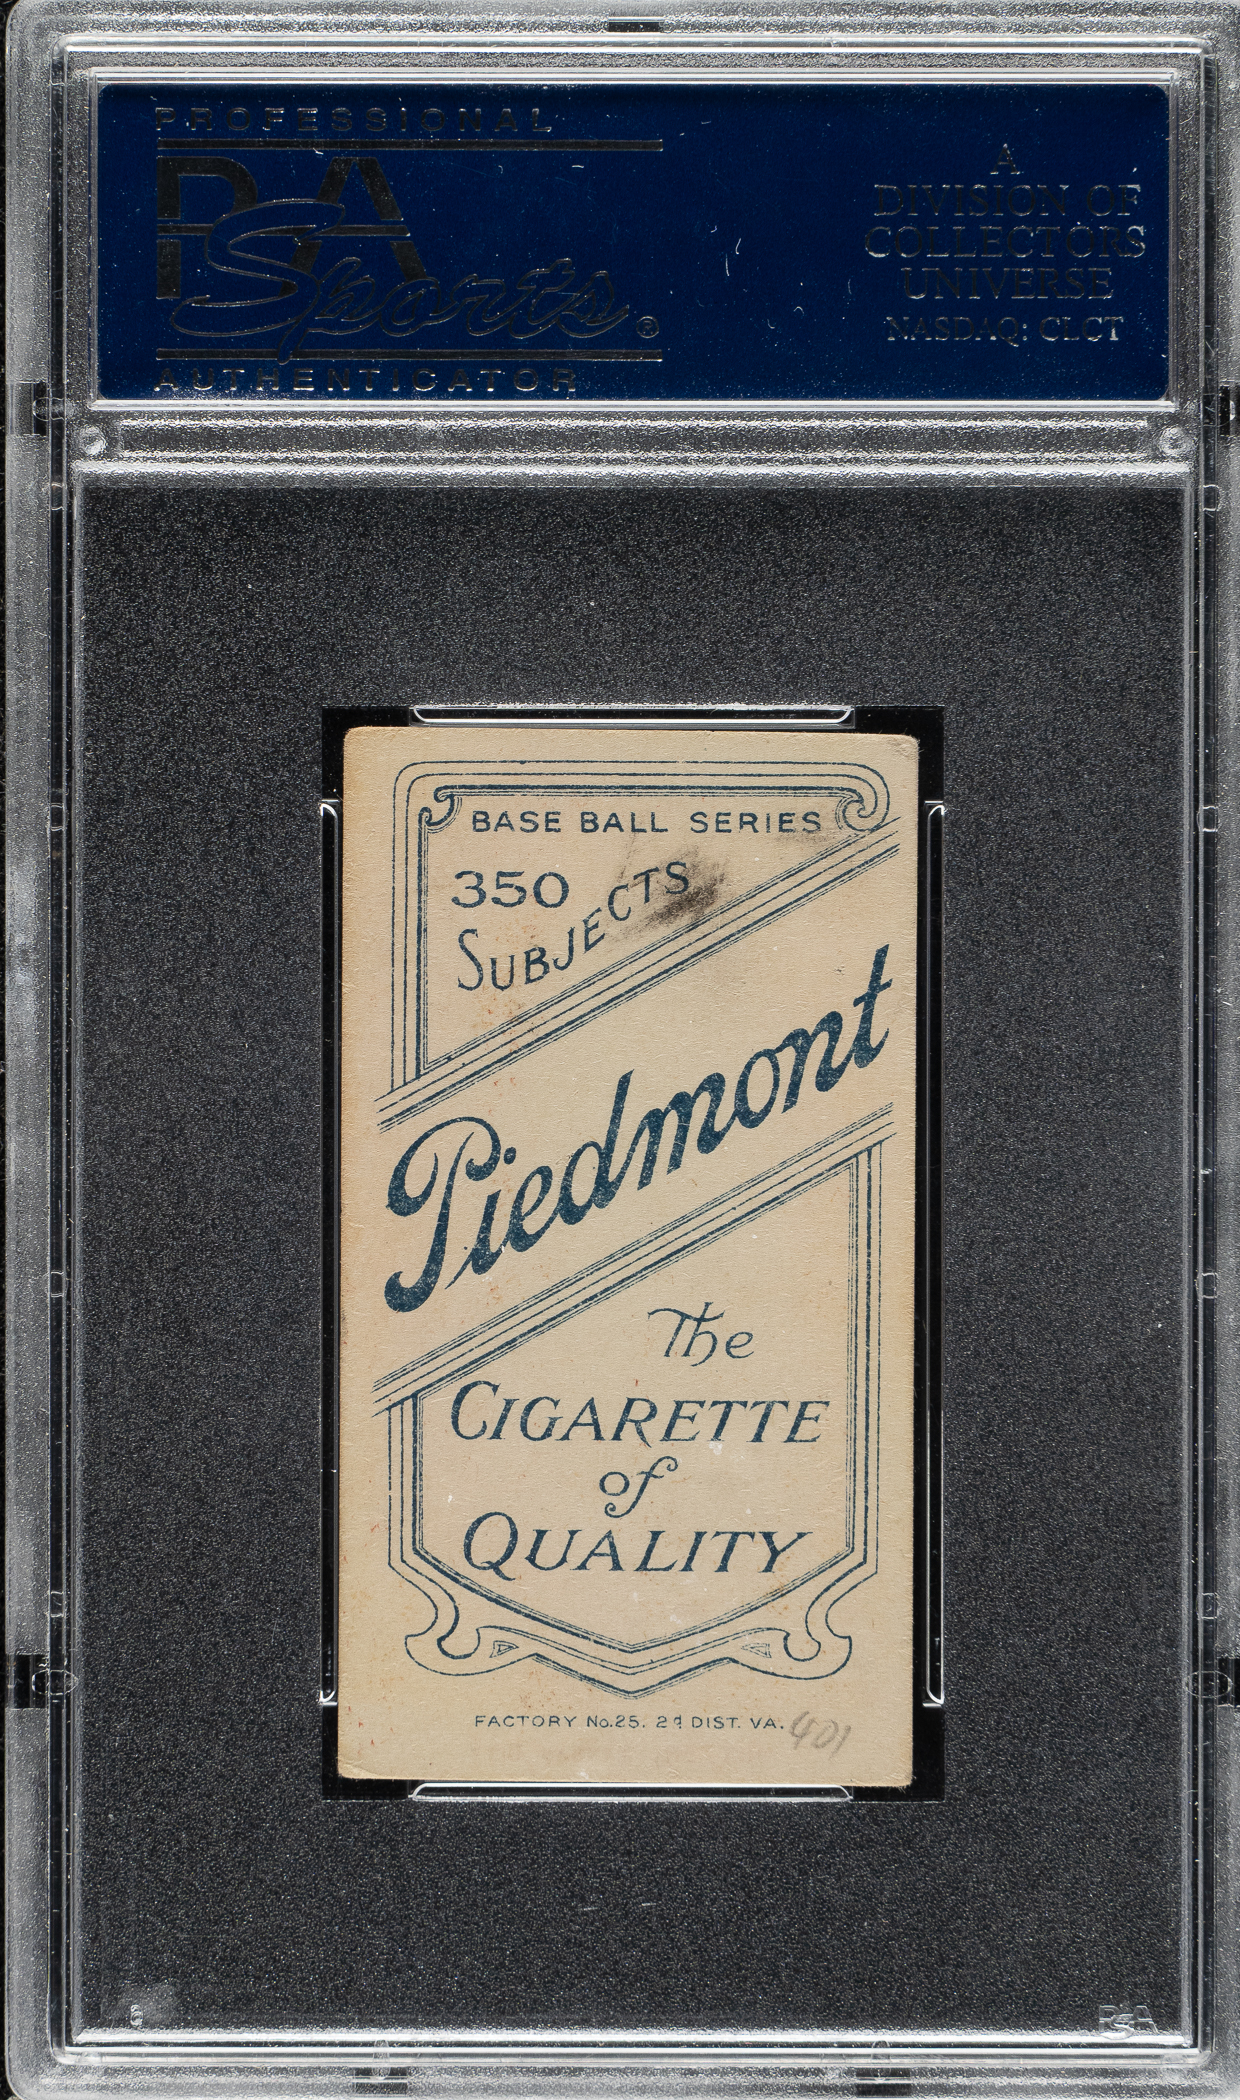 PROFESSIONAL
PSA
Sports®
AUTHENTICATOR
A
DIVISION OF
COLLECTORS
UNIVERSE
NASDAQ: CLCT
BASE BALL SERIES
350
SUBJECTS
Piedmont
The
CIGARETTE
of
QUALITY
FACTORY No.25. 2d DIST. VA.
401
PSA